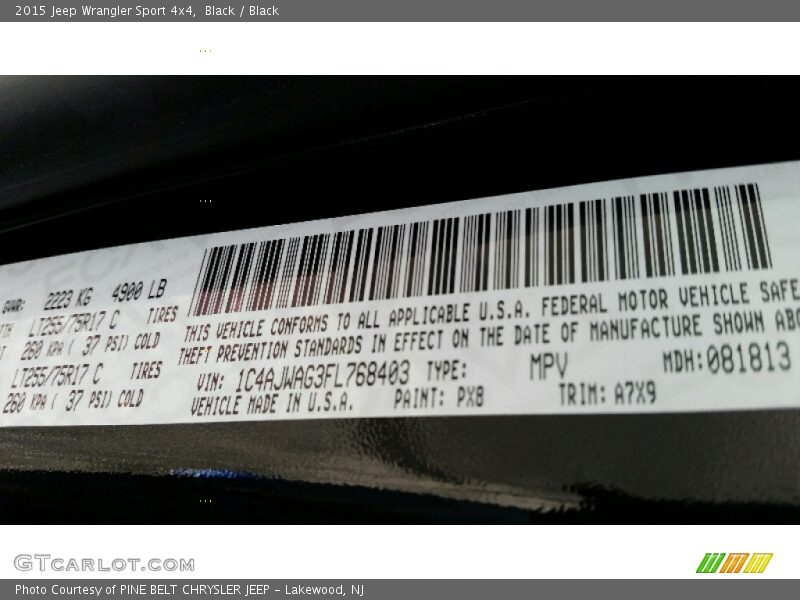 2015 Jeep Wrangler Sport 4x4,  Black / Black
GVWR: 2223 KG 4900 LB
LT255/75R17 C TIRES
260 KPA ( 37 PSI) COLD
LT255/75R17 C TIRES
260 KPA ( 37 PSI) COLD
THIS VEHICLE CONFORMS TO ALL APPLICABLE U.S.A. FEDERAL MOTOR VEHICLE SAFE
THEFT PREVENTION STANDARDS IN EFFECT ON THE DATE OF MANUFACTURE SHOWN ABO
VIN: 1C4AJWAG3FL768403 TYPE: MPV MDH:081813
VEHICLE MADE IN U.S.A. PAINT: PX8 TRIM: A7X9
GTcarlot.com
Photo Courtesy of PINE BELT CHRYSLER JEEP - Lakewood, NJ